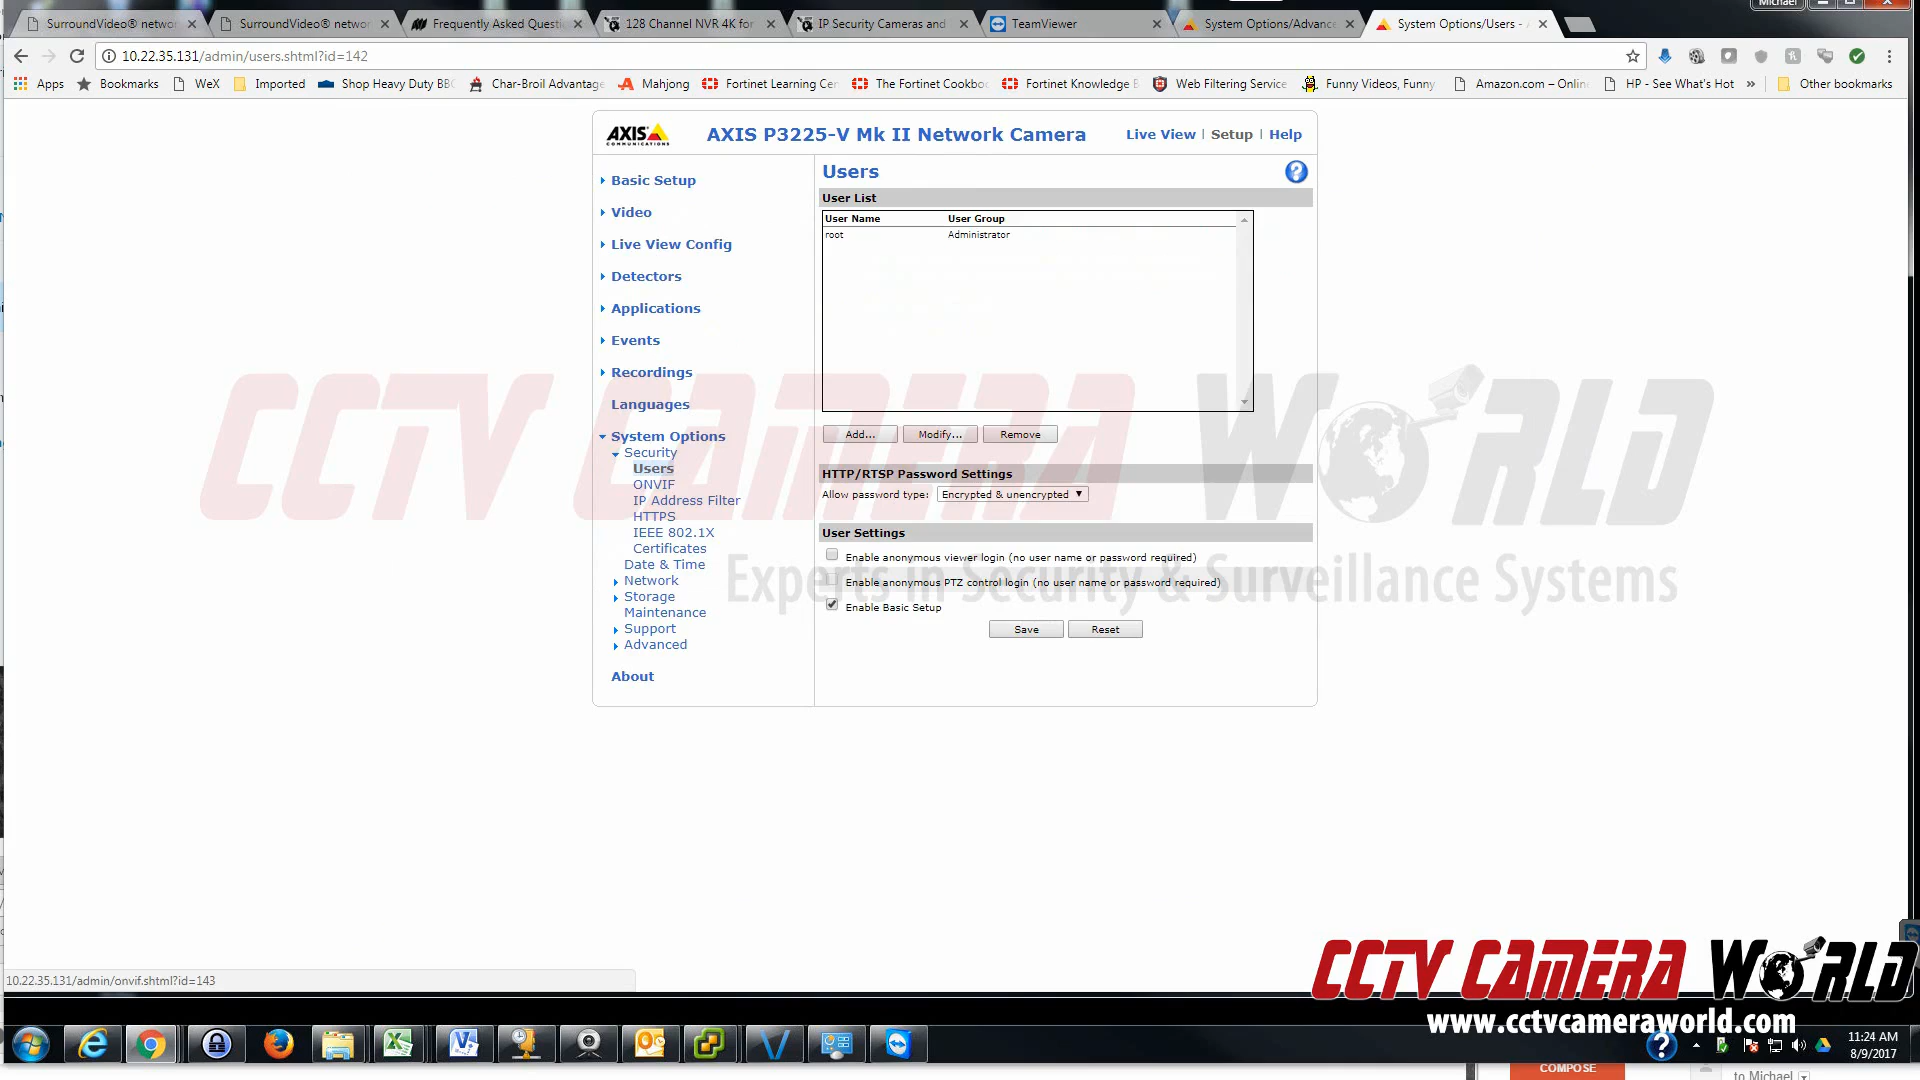 Michael
SurroundVideo® networ
SurroundVideo® networ
Frequently Asked Questi
128 Channel NVR 4K for
IP Security Cameras and
TeamViewer
System Options/Advance
System Options/Users -
10.22.35.131/admin/users.shtml?id=142
Apps
Bookmarks
WeX
Imported
Shop Heavy Duty BBC
Char-Broil Advantage
Mahjong
Fortinet Learning Cen
The Fortinet Cookboo
Fortinet Knowledge B
Web Filtering Service
Funny Videos, Funny
Amazon.com – Online
HP - See What's Hot
»
Other bookmarks
AXIS
COMMUNICATIONS
AXIS P3225-V Mk II Network Camera
Live View | Setup | Help
Basic Setup
Video
Live View Config
Detectors
Applications
Events
Recordings
Languages
System Options
Security
Users
ONVIF
IP Address Filter
HTTPS
IEEE 802.1X
Certificates
Date & Time
Network
Storage
Maintenance
Support
Advanced
About
Users
User List
User Name User Group
root Administrator
Add... Modify... Remove
HTTP/RTSP Password Settings
Allow password type: Encrypted & unencrypted
User Settings
Enable anonymous viewer login (no user name or password required)
Enable anonymous PTZ control login (no user name or password required)
Enable Basic Setup
Save Reset
CCTV CAMERA WORLD
Experts in Security & Surveillance Systems
10.22.35.131/admin/onvif.shtml?id=143
CCTV CAMERA WORLD
www.cctvcameraworld.com
11:24 AM
8/9/2017
COMPOSE
to Michael